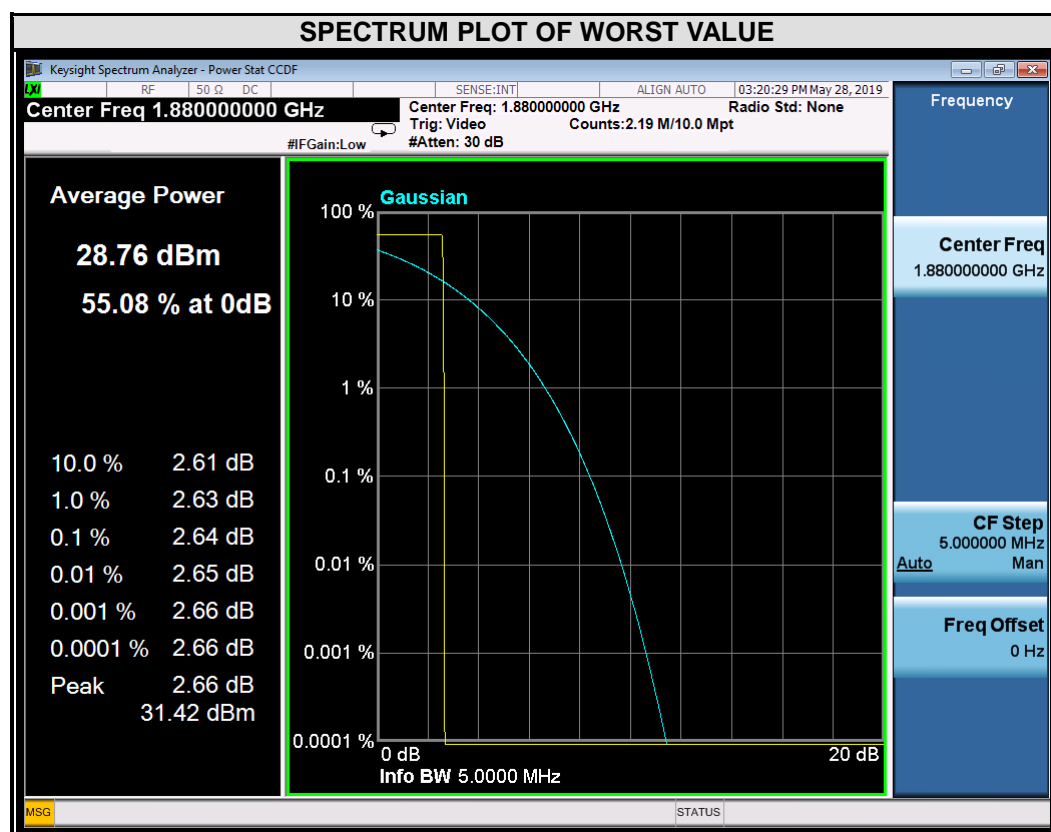 SPECTRUM PLOT OF WORST VALUE
Keysight Spectrum Analyzer - Power Stat CCDF
LXI RF 50 Ω DC SENSE:INT ALIGN AUTO 03:20:29 PM May 28, 2019
Center Freq 1.880000000 GHz
Center Freq: 1.880000000 GHz Radio Std: None
Trig: Video Counts:2.19 M/10.0 Mpt
#IFGain:Low #Atten: 30 dB
Frequency
Average Power
28.76 dBm
55.08 % at 0dB
10.0 % 2.61 dB
1.0 % 2.63 dB
0.1 % 2.64 dB
0.01 % 2.65 dB
0.001 % 2.66 dB
0.0001 % 2.66 dB
Peak 2.66 dB
31.42 dBm
Gaussian
100 %
10 %
1 %
0.1 %
0.01 %
0.001 %
0.0001 %
0 dB 20 dB
Info BW 5.0000 MHz
Center Freq
1.880000000 GHz
CF Step
5.000000 MHz
Auto Man
Freq Offset
0 Hz
MSG STATUS